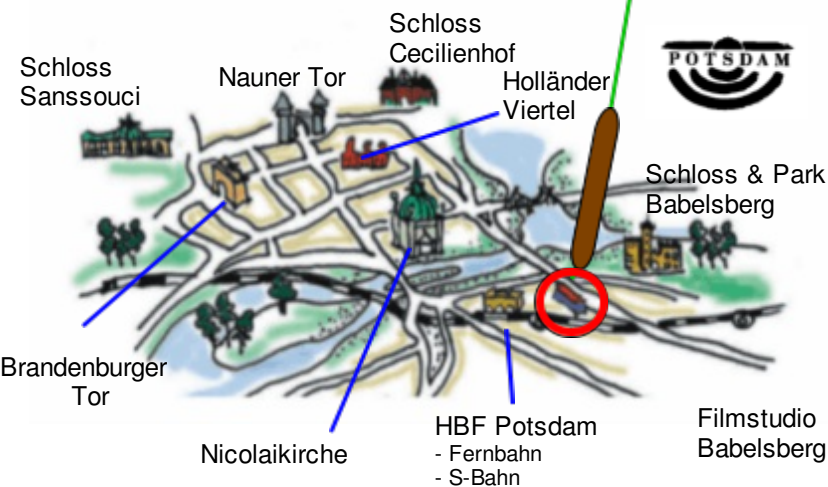 Schloss
Cecilienhof
POTSDAM
Schloss
Sanssouci
Nauner Tor
Holländer
Viertel
Schloss & Park
Babelsberg
Brandenburger
Tor
Nicolaikirche
HBF Potsdam
- Fernbahn
- S-Bahn
Filmstudio
Babelsberg